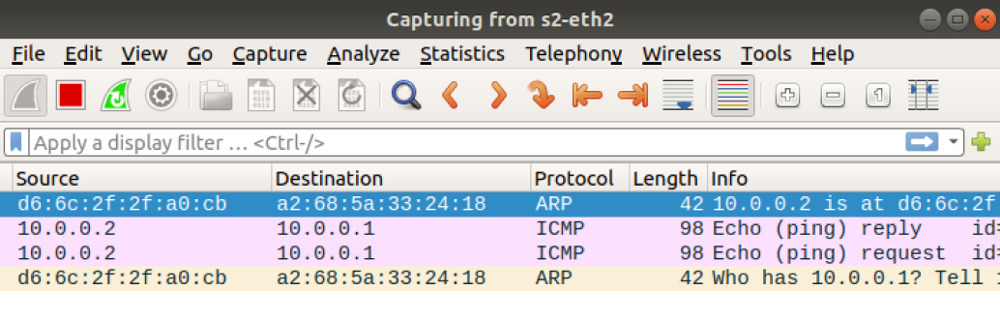 Capturing from s2-eth2
File Edit View Go Capture Analyze Statistics Telephony Wireless Tools Help
Apply a display filter … <Ctrl-/>
Source Destination Protocol Length Info
d6:6c:2f:2f:a0:cb a2:68:5a:33:24:18 ARP 42 10.0.0.2 is at d6:6c:2f
10.0.0.2 10.0.0.1 ICMP 98 Echo (ping) reply id=
10.0.0.2 10.0.0.1 ICMP 98 Echo (ping) request id=
d6:6c:2f:2f:a0:cb a2:68:5a:33:24:18 ARP 42 Who has 10.0.0.1? Tell